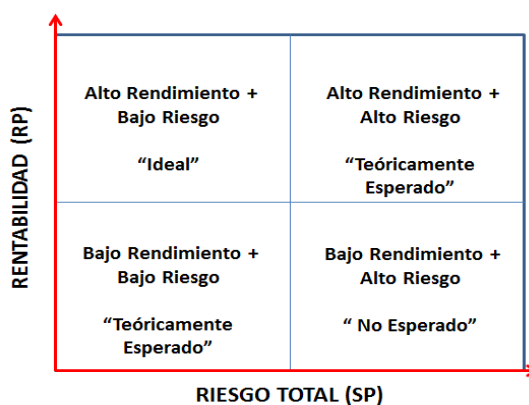 RENTABILIDAD (RP)
Alto Rendimiento +
Bajo Riesgo
“Ideal”
Alto Rendimiento +
Alto Riesgo
“Teóricamente
Esperado”
Bajo Rendimiento +
Bajo Riesgo
“Teóricamente
Esperado”
Bajo Rendimiento +
Alto Riesgo
“ No Esperado”
RIESGO TOTAL (SP)